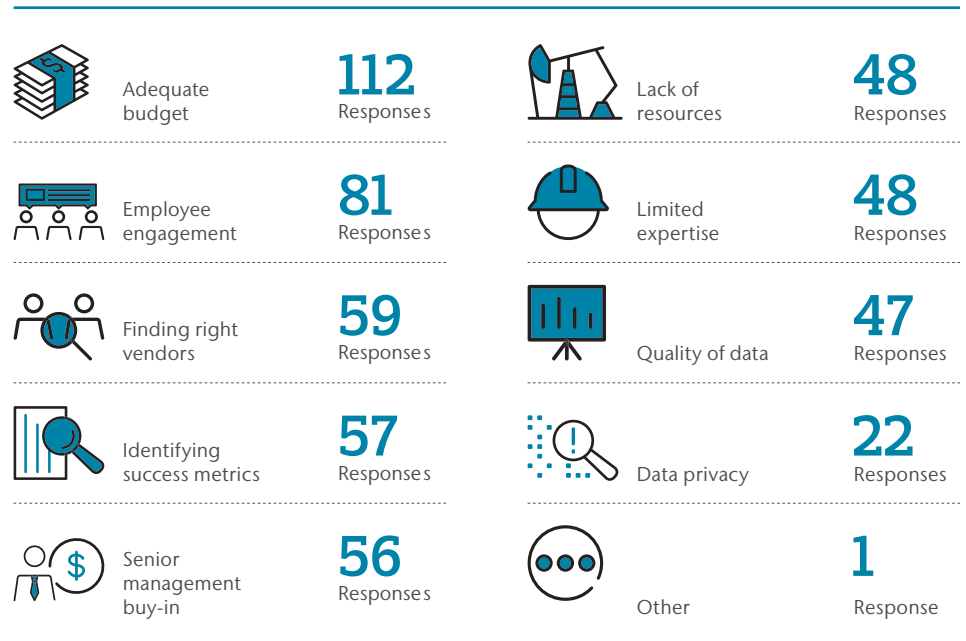 Adequate
budget
112
Responses
Employee
engagement
81
Responses
Finding right
vendors
59
Responses
Identifying
success metrics
57
Responses
$
Senior
management
buy-in
56
Responses
$
Lack of
resources
48
Responses
Limited
expertise
48
Responses
Quality of data
47
Responses
!
Data privacy
22
Responses
Other
1
Response